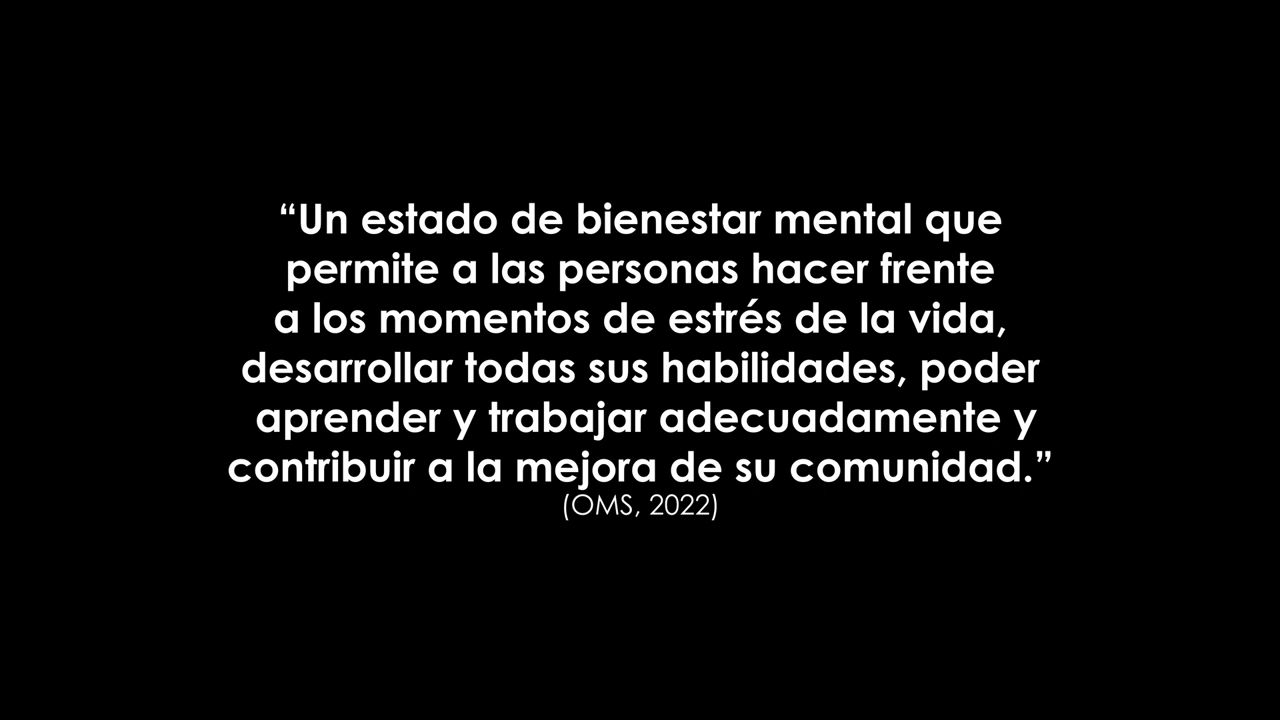 “Un estado de bienestar mental que
permite a las personas hacer frente
a los momentos de estrés de la vida,
desarrollar todas sus habilidades, poder
aprender y trabajar adecuadamente y
contribuir a la mejora de su comunidad.”
(OMS, 2022)